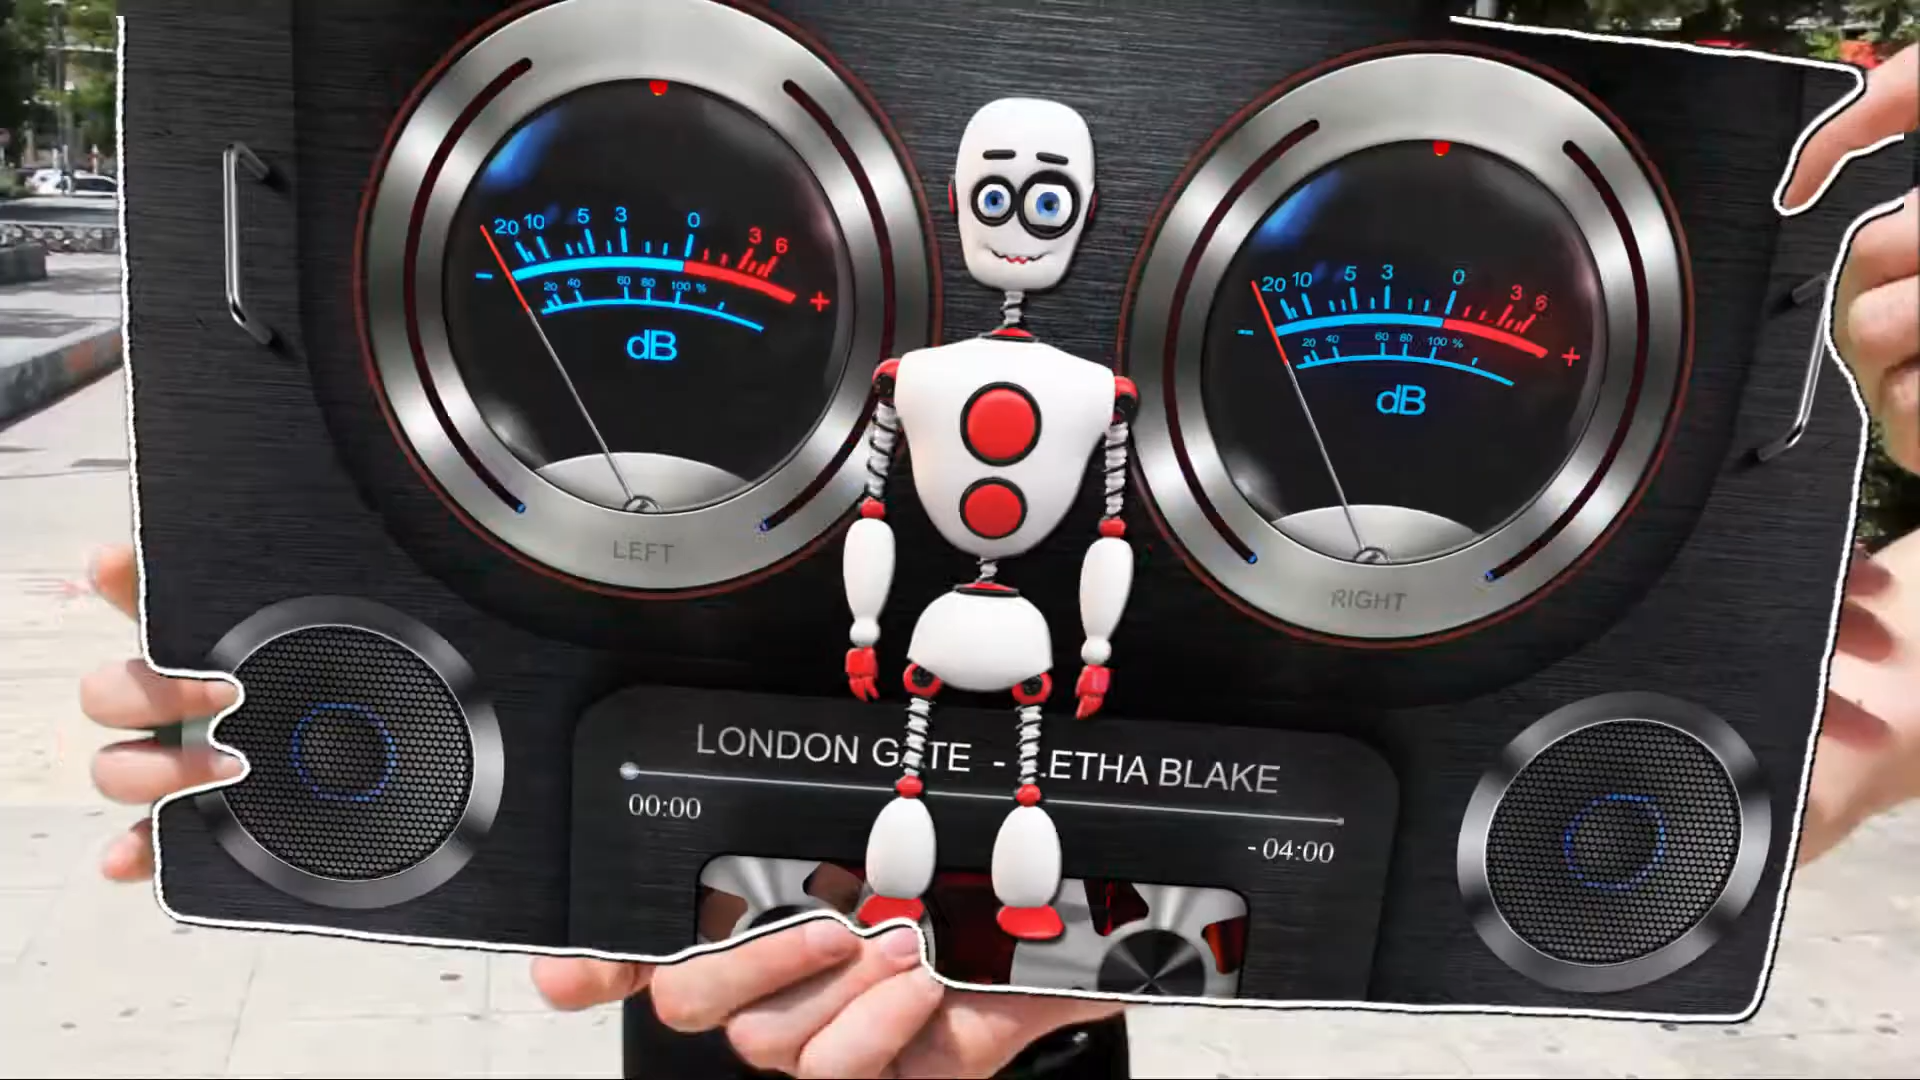 20 10 5 3 0 3 6
- +
20 40 60 80 100 %
dB
LEFT
20 10 5 3 0 3 6
- +
20 40 60 80 100 %
dB
RIGHT
LONDON G TE - ETHA BLAKE
00:00
- 04:00